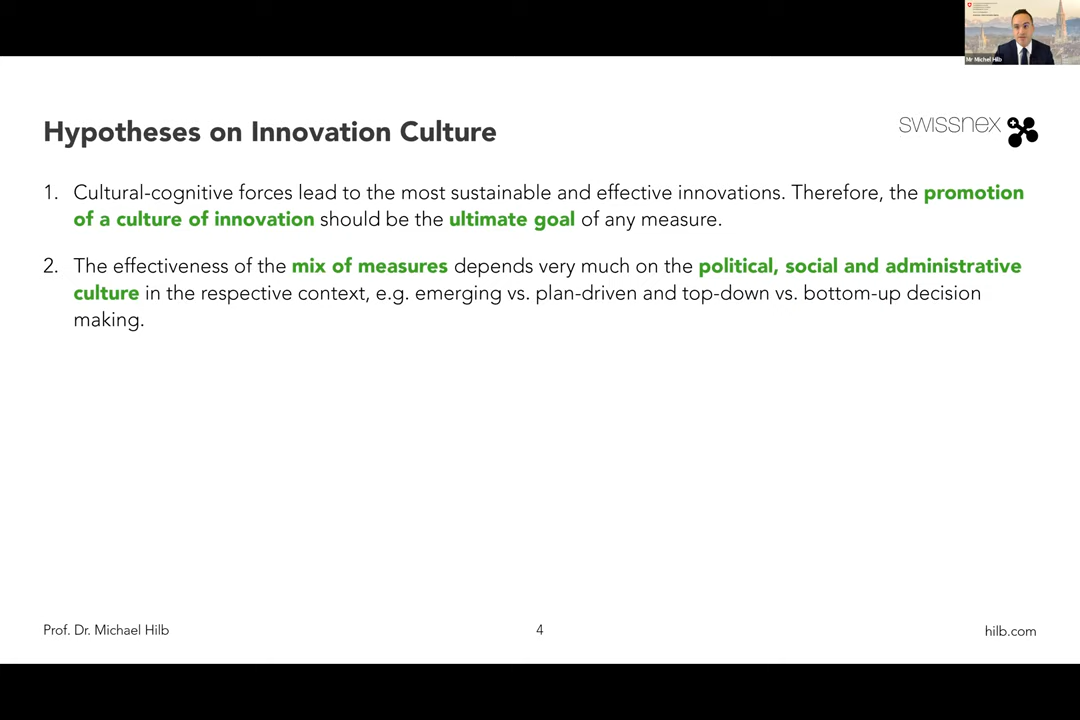 Mr Michel Hilb
Hypotheses on Innovation Culture
swissnex
1. Cultural-cognitive forces lead to the most sustainable and effective innovations. Therefore, the promotion
of a culture of innovation should be the ultimate goal of any measure.
2. The effectiveness of the mix of measures depends very much on the political, social and administrative
culture in the respective context, e.g. emerging vs. plan-driven and top-down vs. bottom-up decision
making.
Prof. Dr. Michael Hilb
4
hilb.com